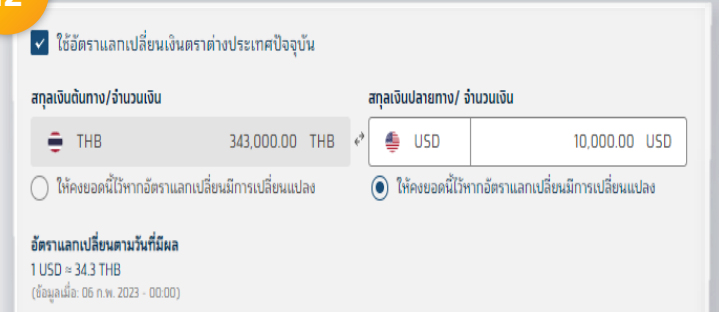 12
ใช้อัตราแลกเปลี่ยนเงินตราต่างประเทศปัจจุบัน
สกุลเงินต้นทาง/จำนวนเงิน
สกุลเงินปลายทาง/ จำนวนเงิน
THB 343,000.00 THB
USD 10,000.00 USD
ให้คงยอดนี้ไว้หากอัตราแลกเปลี่ยนมีการเปลี่ยนแปลง
ให้คงยอดนี้ไว้หากอัตราแลกเปลี่ยนมีการเปลี่ยนแปลง
อัตราแลกเปลี่ยนตามวันที่มีผล
1 USD ≈ 34.3 THB
(ข้อมูลเมื่อ: 06 ก.พ. 2023 - 00:00)